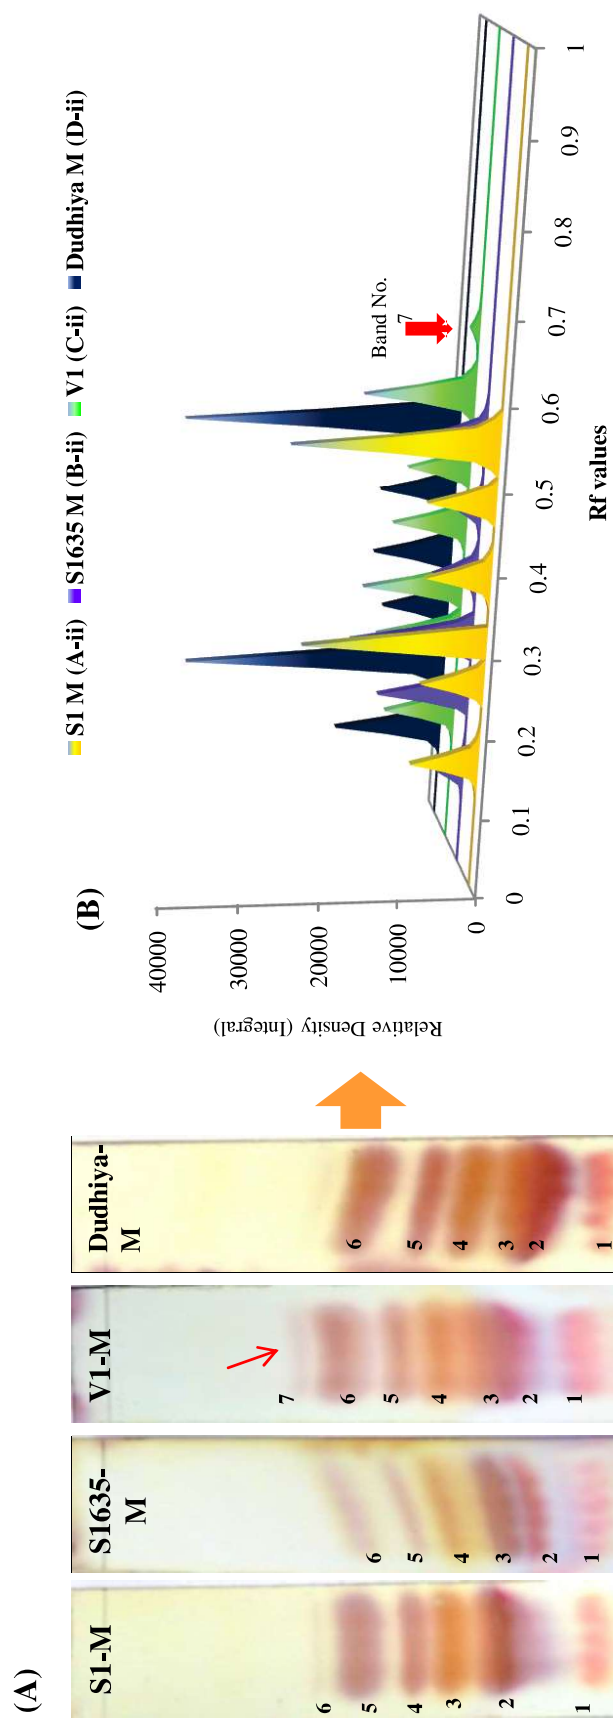 (A)
S1-M
S1635-
M
V1-M
Dudhiya-
M
6
5
4
3
2
1
6
5
4
3
2
1
7
6
5
4
3
2
1
6
5
4
3
2
1
(B)
S1 M (A-ii) S1635 M (B-ii) V1 (C-ii) Dudhiya M (D-ii)
Relative Density (Integral)
40000
30000
20000
10000
0
Band No.
7
0 0.1 0.2 0.3 0.4 0.5 0.6 0.7 0.8 0.9 1
Rf values